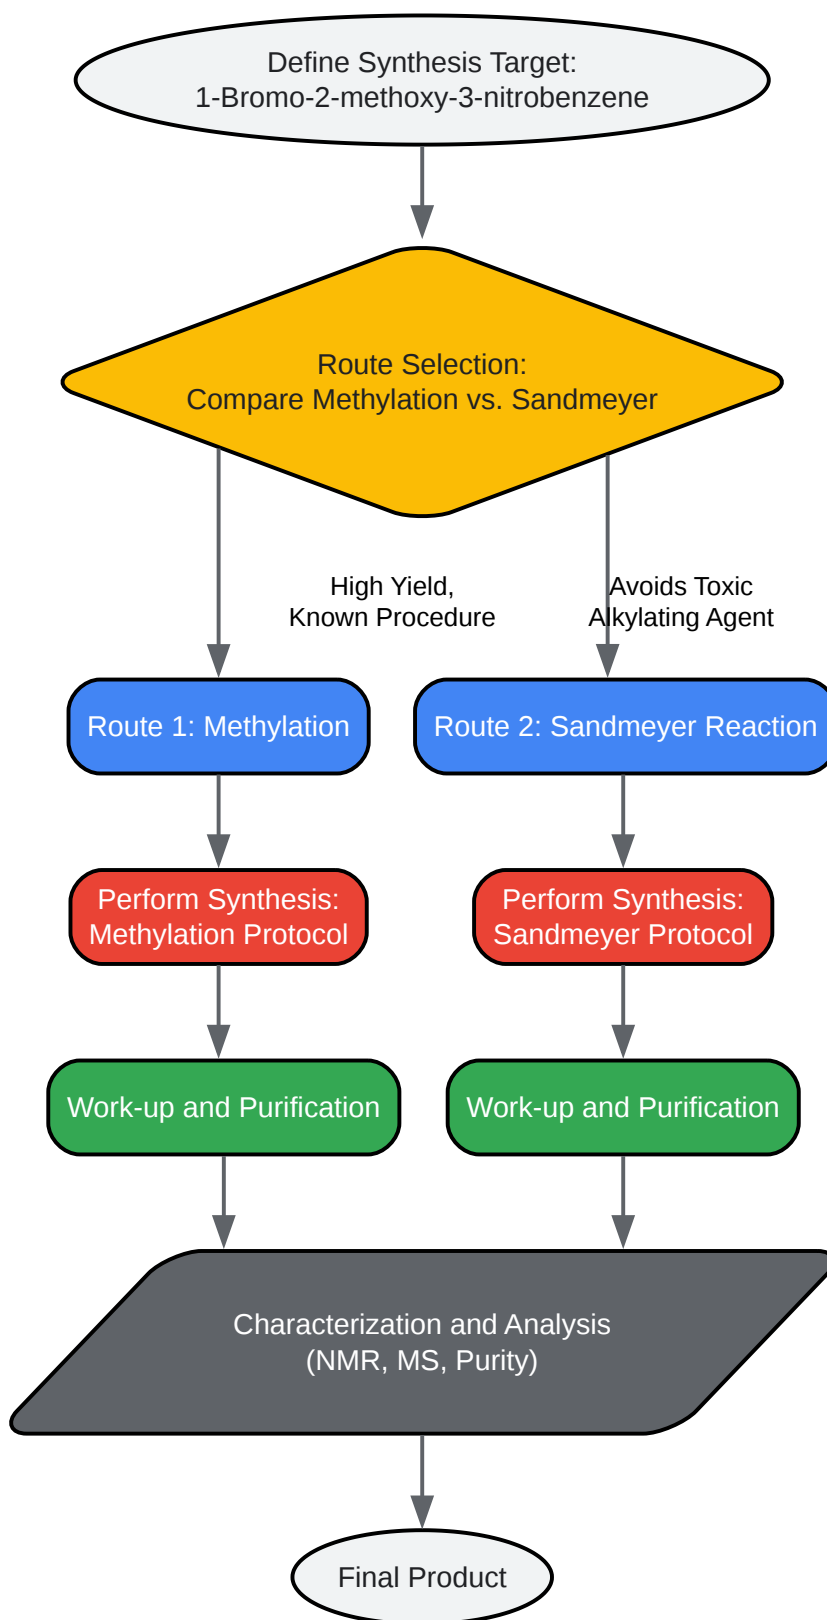 Define Synthesis Target:
1-Bromo-2-methoxy-3-nitrobenzene
Route Selection:
Compare Methylation vs. Sandmeyer
High Yield,
Known Procedure
Avoids Toxic
Alkylating Agent
Route 1: Methylation
Route 2: Sandmeyer Reaction
Perform Synthesis:
Methylation Protocol
Perform Synthesis:
Sandmeyer Protocol
Work-up and Purification
Work-up and Purification
Characterization and Analysis
(NMR, MS, Purity)
Final Product